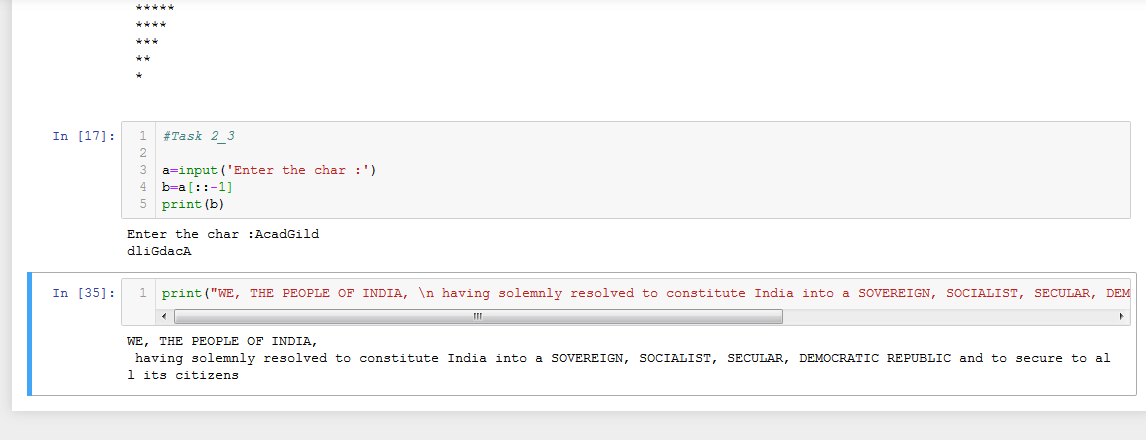 *****
****
***
**
*
In [17]:
1 #Task 2_3
2
3 a=input('Enter the char :')
4 b=a[::-1]
5 print(b)
Enter the char :AcadGild
dliGdacA
In [35]:
1 print("WE, THE PEOPLE OF INDIA, \n having solemnly resolved to constitute India into a SOVEREIGN, SOCIALIST, SECULAR, DEM
WE, THE PEOPLE OF INDIA,
 having solemnly resolved to constitute India into a SOVEREIGN, SOCIALIST, SECULAR, DEMOCRATIC REPUBLIC and to secure to al
l its citizens